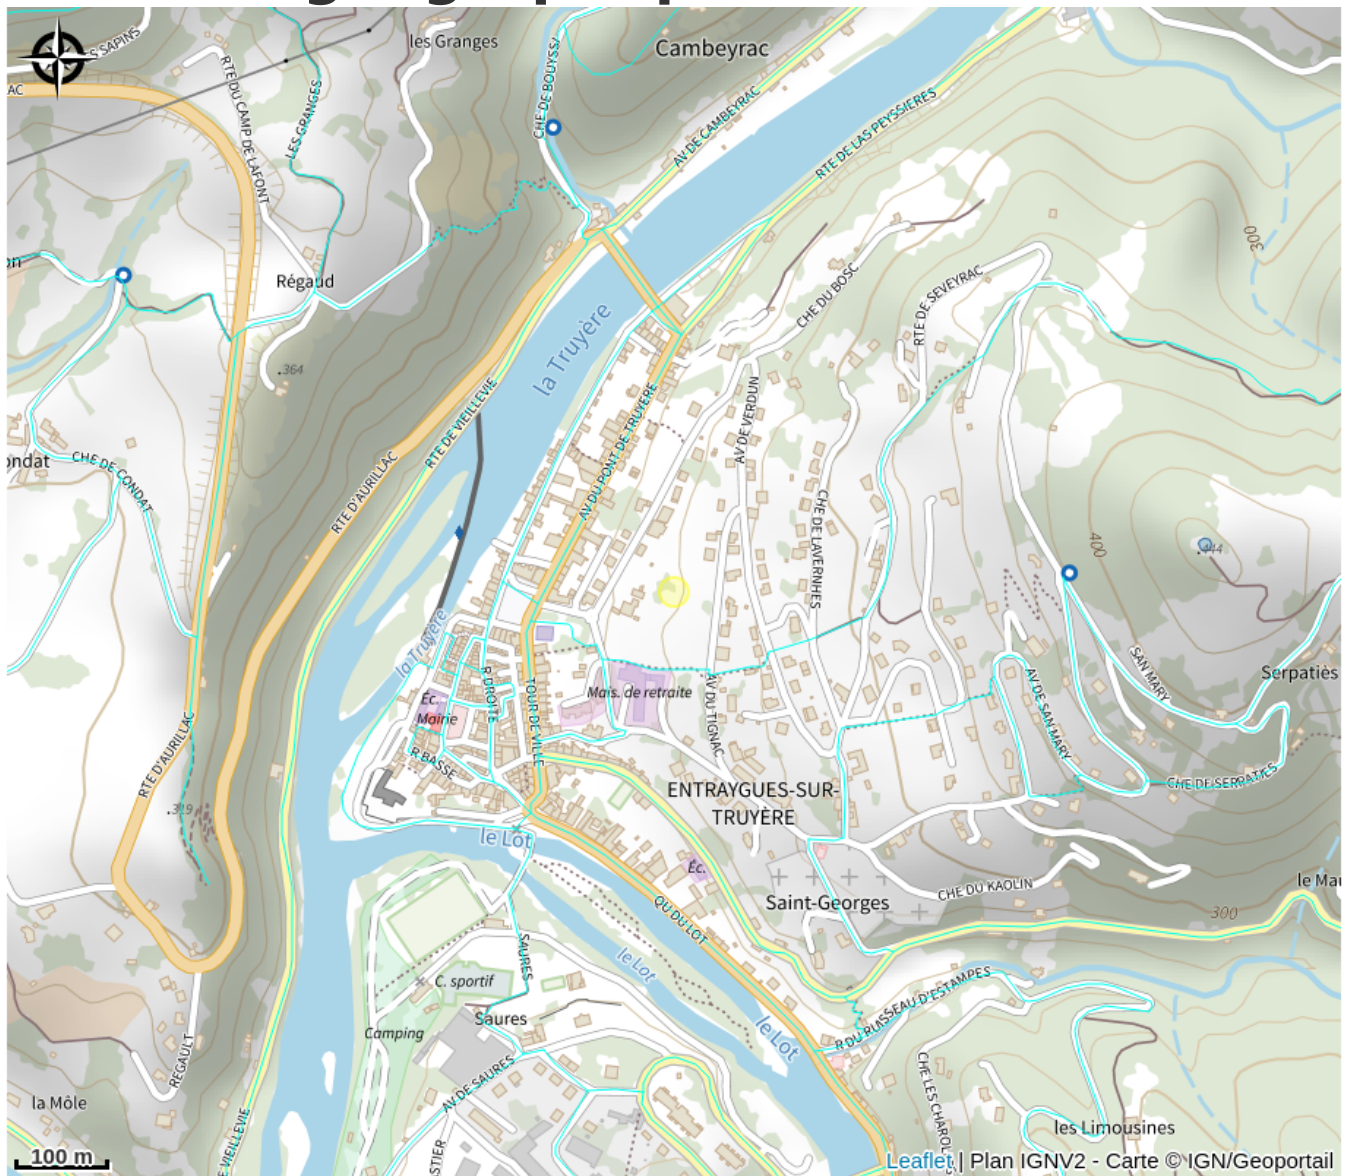 les Granges
Cambeyrac
SAPINS
AC
RTE DU CAMP DE LAFONT
LES GRANGES
CHE DE BOUYSSI
AV DE CAMBEYRAC
RTE DE LAS PEYSSIERES
300
Régaud
la Truyère
CHE DU BOSC
RTE DE SEVEYRAC
.364
RTE DE VIEILLEVIE
AV DU PONT DE TRUYERE
AV DE VERDUN
ondat
CHE DE CONDAT
RTE D'AURILLAC
CHE DE LAVERNHES
400
.444
la Truyère
R DROITE
TOUR DE VILLE
Mais. de retraite
AV DU TIGNAC
Éc.
Mairie
R BASSE
SAN MARY
Serpatiès
AV DE SAN MARY
CHE DE SERPATIES
RTE D'AURILLAC
.319
ENTRAYGUES-SUR-
TRUYÈRE
le Lot
Éc.
CHE DU KAOLIN
Saint-Georges
le Mau
300
QU DU LOT
SAURES
le Lot
C. sportif
Saures
Camping
le Lot
R DU RUISSEAU D'ESTAMPES
REGAULT
AV DE SAURES
CHE LES CHAROL
la Môle
E VIEILLEVIE
STIER
les Limousines
100 m
Leaflet | Plan IGNV2 - Carte © IGN/Geoportail